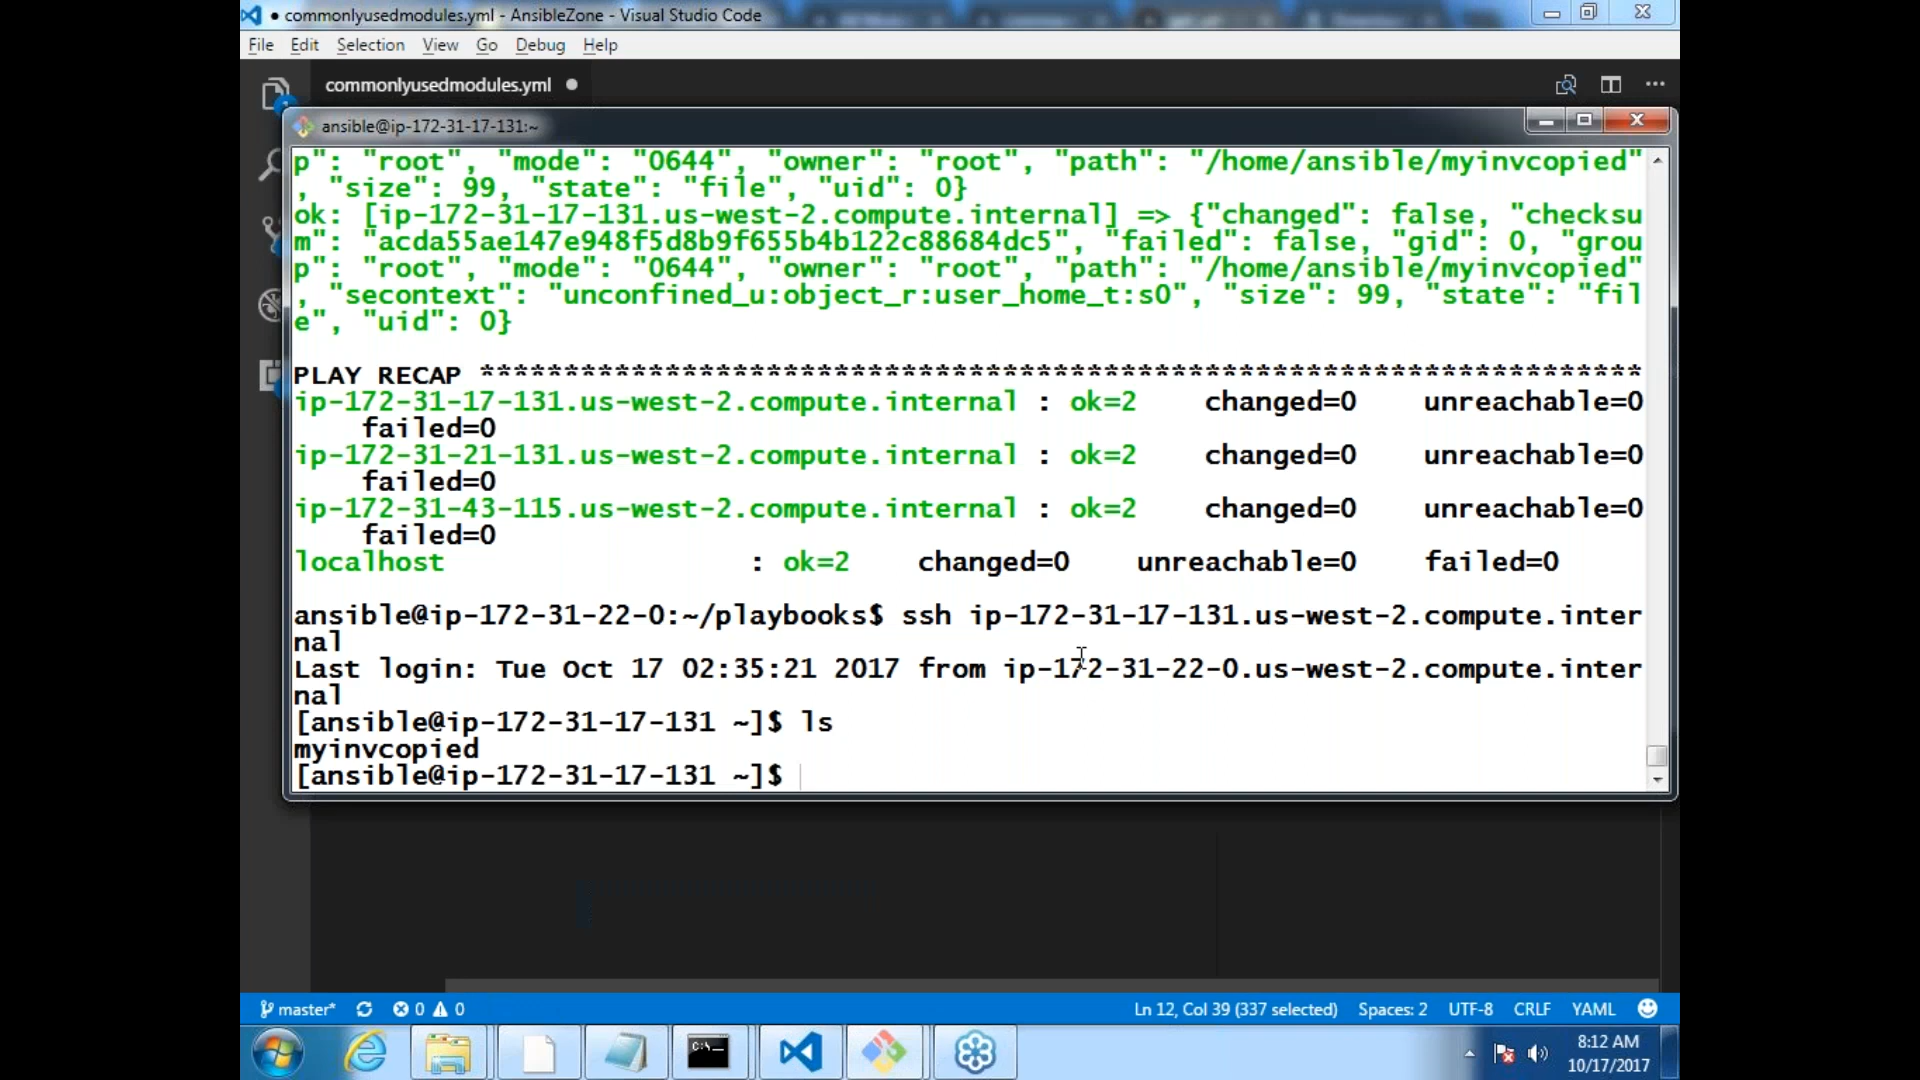 commonlyusedmodules.yml - AnsibleZone - Visual Studio Code
File Edit Selection View Go Debug Help
commonlyusedmodules.yml
ansible@ip-172-31-17-131:~
p": "root", "mode": "0644", "owner": "root", "path": "/home/ansible/myinvcopied"
, "size": 99, "state": "file", "uid": 0}
ok: [ip-172-31-17-131.us-west-2.compute.internal] => {"changed": false, "checksu
m": "acda55ae147e948f5d8b9f655b4b122c88684dc5", "failed": false, "gid": 0, "grou
p": "root", "mode": "0644", "owner": "root", "path": "/home/ansible/myinvcopied"
, "secontext": "unconfined_u:object_r:user_home_t:s0", "size": 99, "state": "fil
e", "uid": 0}
PLAY RECAP *********************************************************************
ip-172-31-17-131.us-west-2.compute.internal : ok=2 changed=0 unreachable=0
failed=0
ip-172-31-21-131.us-west-2.compute.internal : ok=2 changed=0 unreachable=0
failed=0
ip-172-31-43-115.us-west-2.compute.internal : ok=2 changed=0 unreachable=0
failed=0
localhost : ok=2 changed=0 unreachable=0 failed=0
ansible@ip-172-31-22-0:~/playbooks$ ssh ip-172-31-17-131.us-west-2.compute.inter
nal
Last login: Tue Oct 17 02:35:21 2017 from ip-172-31-22-0.us-west-2.compute.inter
nal
[ansible@ip-172-31-17-131 ~]$ ls
myinvcopied
[ansible@ip-172-31-17-131 ~]$
master* 0 0 Ln 12, Col 39 (337 selected) Spaces: 2 UTF-8 CRLF YAML
C:\_
8:12 AM
10/17/2017